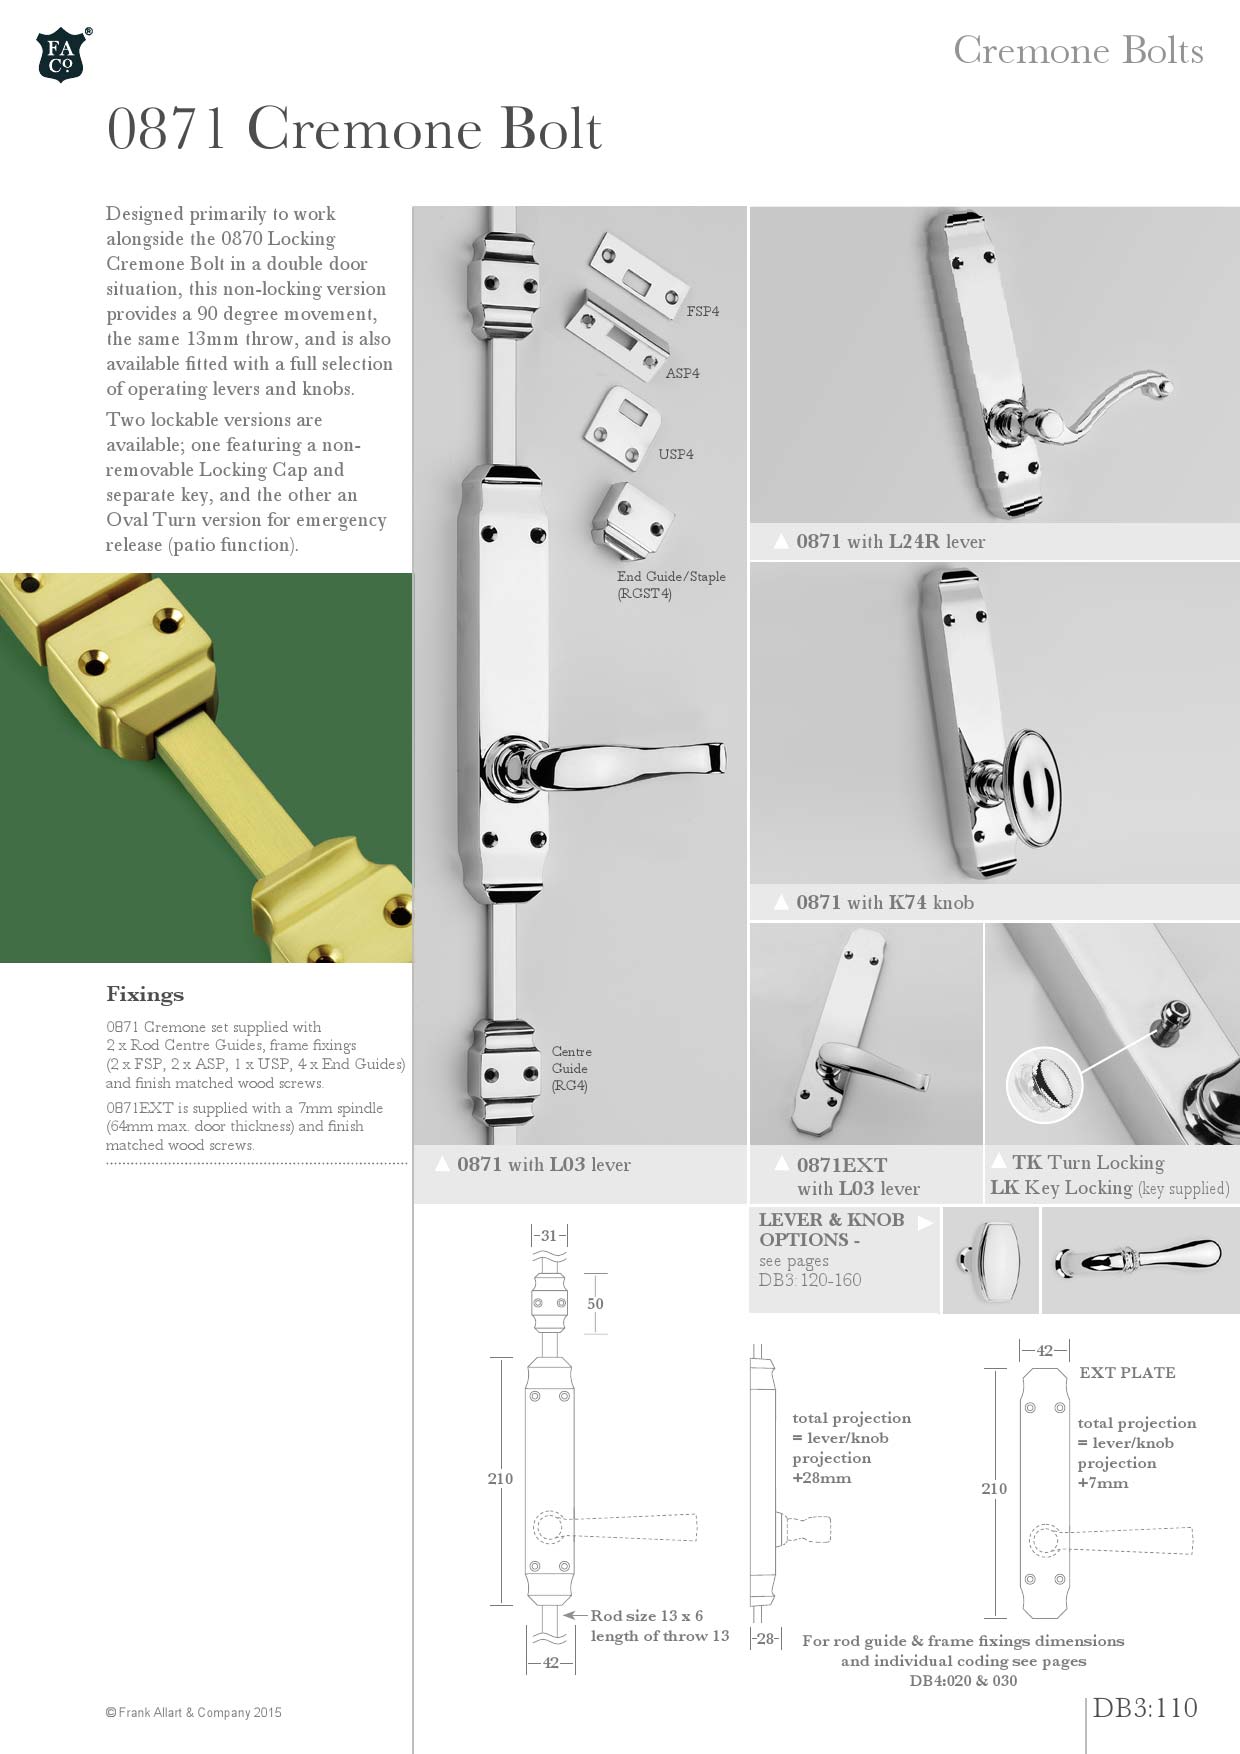 FA
Co.
®
Cremone Bolts
0871 Cremone Bolt
Designed primarily to work
alongside the 0870 Locking
Cremone Bolt in a double door
situation, this non-locking version
provides a 90 degree movement,
the same 13mm throw, and is also
available fitted with a full selection
of operating levers and knobs.
Two lockable versions are
available; one featuring a non-
removable Locking Cap and
separate key, and the other an
Oval Turn version for emergency
release (patio function).
Fixings
0871 Cremone set supplied with
2 x Rod Centre Guides, frame fixings
(2 x FSP, 2 x ASP, 1 x USP, 4 x End Guides)
and finish matched wood screws.
0871EXT is supplied with a 7mm spindle
(64mm max. door thickness) and finish
matched wood screws.
FSP4
ASP4
USP4
End Guide/Staple
(RGST4)
Centre
Guide
(RG4)
0871 with L03 lever
0871 with L24R lever
0871 with K74 knob
0871EXT
with L03 lever
TK Turn Locking
LK Key Locking (key supplied)
LEVER & KNOB
OPTIONS -
see pages
DB3: 120-160
31
50
210
Rod size 13 x 6
length of throw 13
42
total projection
= lever/knob
projection
+28mm
28
42
EXT PLATE
total projection
= lever/knob
projection
+7mm
210
For rod guide & frame fixings dimensions
and individual coding see pages
DB4:020 & 030
© Frank Allart & Company 2015
DB3:110